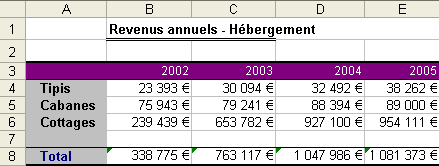 A B C D E
1 Revenus annuels - Hébergement
2
3 2002 2003 2004 2005
4 Tipis 23 393 € 30 094 € 32 492 € 38 262 €
5 Cabanes 75 943 € 79 241 € 88 394 € 89 000 €
6 Cottages 239 439 € 653 782 € 927 100 € 954 111 €
7
8 Total 338 775 € 763 117 € 1 047 986 € 1 081 373 €